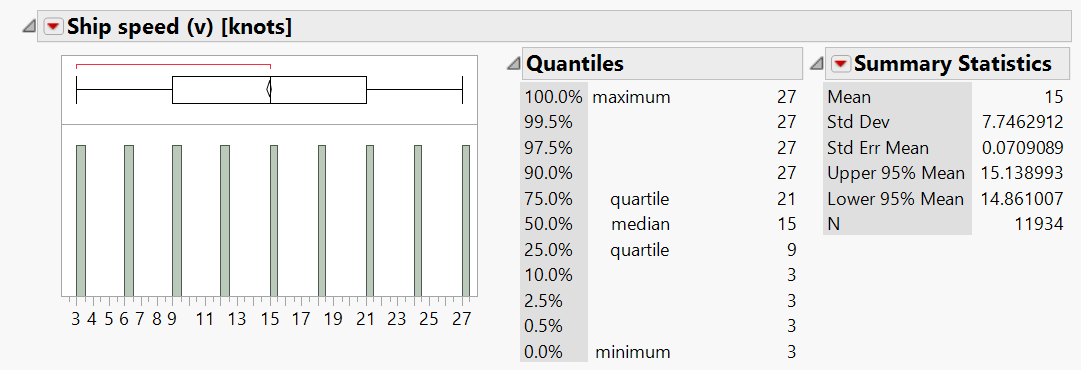 Ship speed (v) [knots]
3 4 5 6 7 8 9 11 13 15 17 19 21 23 25 27
Quantiles
100.0% maximum 27
99.5% 27
97.5% 27
90.0% 27
75.0% quartile 21
50.0% median 15
25.0% quartile 9
10.0% 3
2.5% 3
0.5% 3
0.0% minimum 3
Summary Statistics
Mean 15
Std Dev 7.7462912
Std Err Mean 0.0709089
Upper 95% Mean 15.138993
Lower 95% Mean 14.861007
N 11934